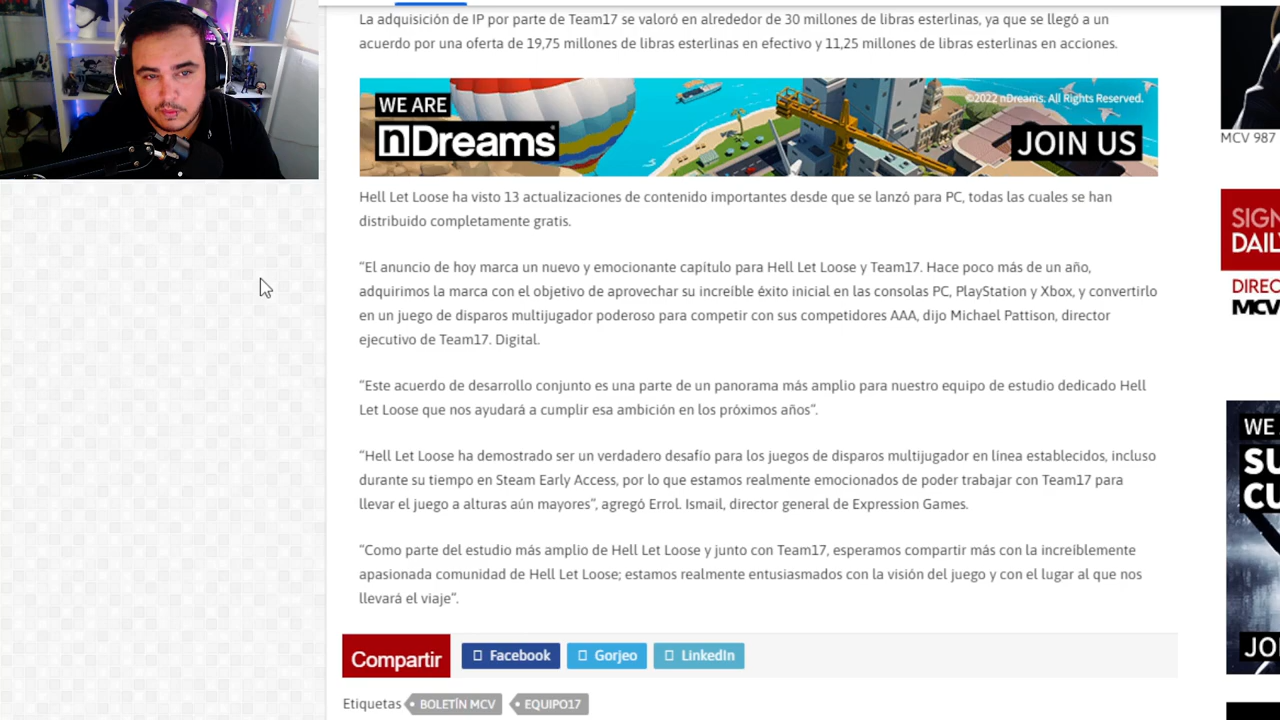 La adquisición de IP por parte de Team17 se valoró en alrededor de 30 millones de libras esterlinas, ya que se llegó a un
acuerdo por una oferta de 19,75 millones de libras esterlinas en efectivo y 11,25 millones de libras esterlinas en acciones.
WE ARE
nDreams
©2022 nDreams. All Rights Reserved.
JOIN US
Hell Let Loose ha visto 13 actualizaciones de contenido importantes desde que se lanzó para PC, todas las cuales se han
distribuido completamente gratis.
“El anuncio de hoy marca un nuevo y emocionante capítulo para Hell Let Loose y Team17. Hace poco más de un año,
adquirimos la marca con el objetivo de aprovechar su increíble éxito inicial en las consolas PC, PlayStation y Xbox, y convertirlo
en un juego de disparos multijugador poderoso para competir con sus competidores AAA, dijo Michael Pattison, director
ejecutivo de Team17. Digital.
“Este acuerdo de desarrollo conjunto es una parte de un panorama más amplio para nuestro equipo de estudio dedicado Hell
Let Loose que nos ayudará a cumplir esa ambición en los próximos años”.
“Hell Let Loose ha demostrado ser un verdadero desafío para los juegos de disparos multijugador en línea establecidos, incluso
durante su tiempo en Steam Early Access, por lo que estamos realmente emocionados de poder trabajar con Team17 para
llevar el juego a alturas aún mayores”, agregó Errol. Ismail, director general de Expression Games.
“Como parte del estudio más amplio de Hell Let Loose y junto con Team17, esperamos compartir más con la increíblemente
apasionada comunidad de Hell Let Loose; estamos realmente entusiasmados con la visión del juego y con el lugar al que nos
llevará el viaje”.
Compartir
Facebook
Gorjeo
LinkedIn
Etiquetas
BOLETÍN MCV
EQUIPO17
MCV 987
SIGN
DAIL
DIREC
MCV
WE
SU
CU
JO